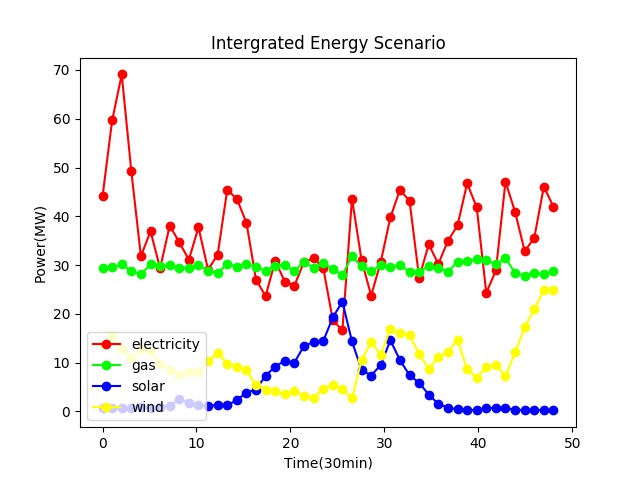 Intergrated Energy Scenario
Power(MW)
70
60
50
40
30
20
10
0
electricity
gas
solar
wind
0 10 20 30 40 50
Time(30min)